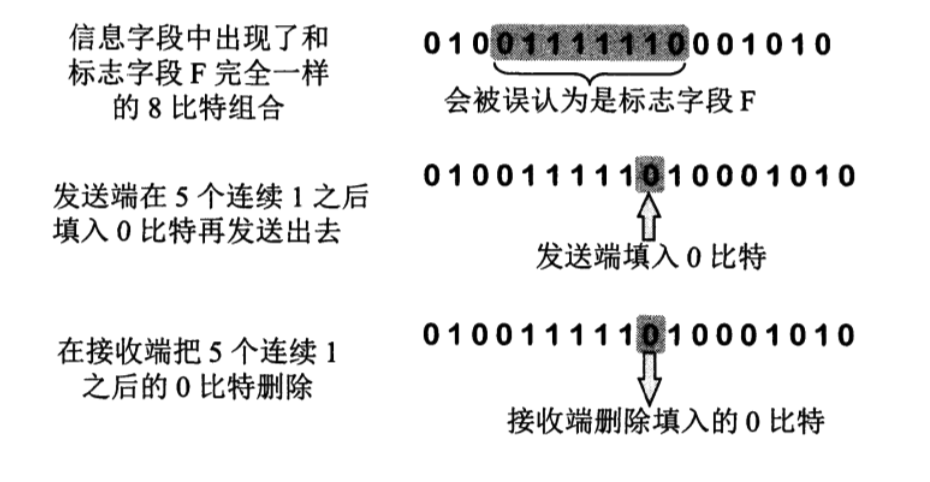 信息字段中出现了和
标志字段 F 完全一样
的 8 比特组合
01001111110001010
会被误认为是标志字段 F
发送端在 5 个连续 1 之后
填入 0 比特再发送出去
010011111010001010
发送端填入 0 比特
在接收端把 5 个连续 1
之后的 0 比特删除
010011111010001010
接收端删除填入的 0 比特